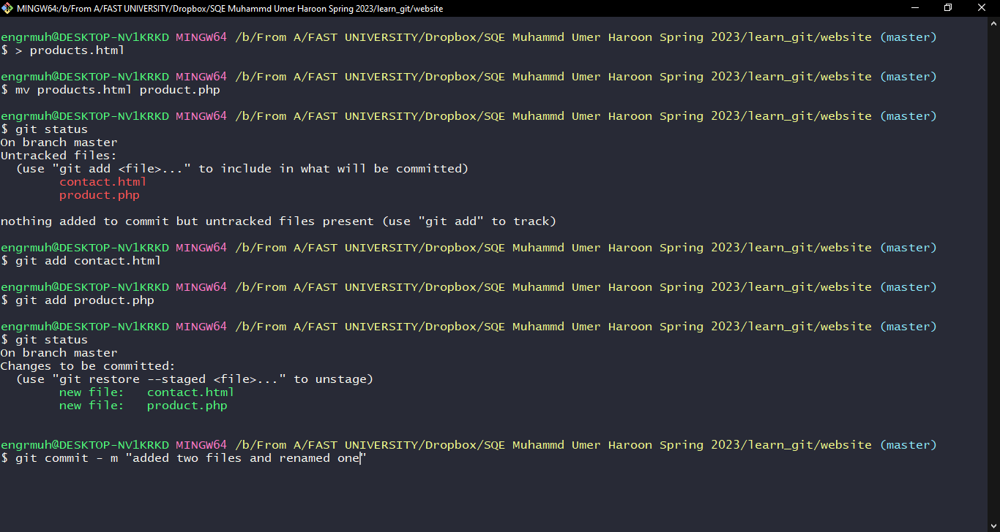 MINGW64:/b/From A/FAST UNIVERSITY/Dropbox/SQE Muhammd Umer Haroon Spring 2023/learn_git/website
engrmuh@DESKTOP-NV1KRKD MINGW64 /b/From A/FAST UNIVERSITY/Dropbox/SQE Muhammd Umer Haroon Spring 2023/learn_git/website (master)
$ > products.html
engrmuh@DESKTOP-NV1KRKD MINGW64 /b/From A/FAST UNIVERSITY/Dropbox/SQE Muhammd Umer Haroon Spring 2023/learn_git/website (master)
$ mv products.html product.php
engrmuh@DESKTOP-NV1KRKD MINGW64 /b/From A/FAST UNIVERSITY/Dropbox/SQE Muhammd Umer Haroon Spring 2023/learn_git/website (master)
$ git status
On branch master
Untracked files:
  (use "git add <file>..." to include in what will be committed)
        contact.html
        product.php
nothing added to commit but untracked files present (use "git add" to track)
engrmuh@DESKTOP-NV1KRKD MINGW64 /b/From A/FAST UNIVERSITY/Dropbox/SQE Muhammd Umer Haroon Spring 2023/learn_git/website (master)
$ git add contact.html
engrmuh@DESKTOP-NV1KRKD MINGW64 /b/From A/FAST UNIVERSITY/Dropbox/SQE Muhammd Umer Haroon Spring 2023/learn_git/website (master)
$ git add product.php
engrmuh@DESKTOP-NV1KRKD MINGW64 /b/From A/FAST UNIVERSITY/Dropbox/SQE Muhammd Umer Haroon Spring 2023/learn_git/website (master)
$ git status
On branch master
Changes to be committed:
  (use "git restore --staged <file>..." to unstage)
        new file:   contact.html
        new file:   product.php
engrmuh@DESKTOP-NV1KRKD MINGW64 /b/From A/FAST UNIVERSITY/Dropbox/SQE Muhammd Umer Haroon Spring 2023/learn_git/website (master)
$ git commit - m "added two files and renamed one"